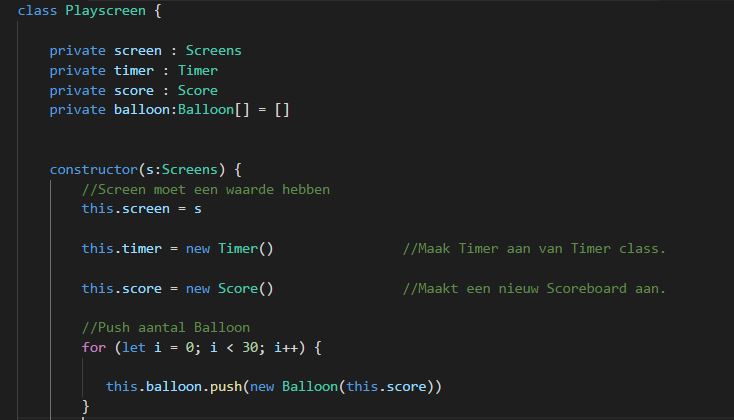 class Playscreen {
private screen : Screens
private timer : Timer
private score : Score
private balloon:Balloon[] = []
constructor(s:Screens) {
//Screen moet een waarde hebben
this.screen = s
this.timer = new Timer() //Maak Timer aan van Timer class.
this.score = new Score() //Maakt een nieuw Scoreboard aan.
//Push aantal Balloon
for (let i = 0; i < 30; i++) {
this.balloon.push(new Balloon(this.score))
}